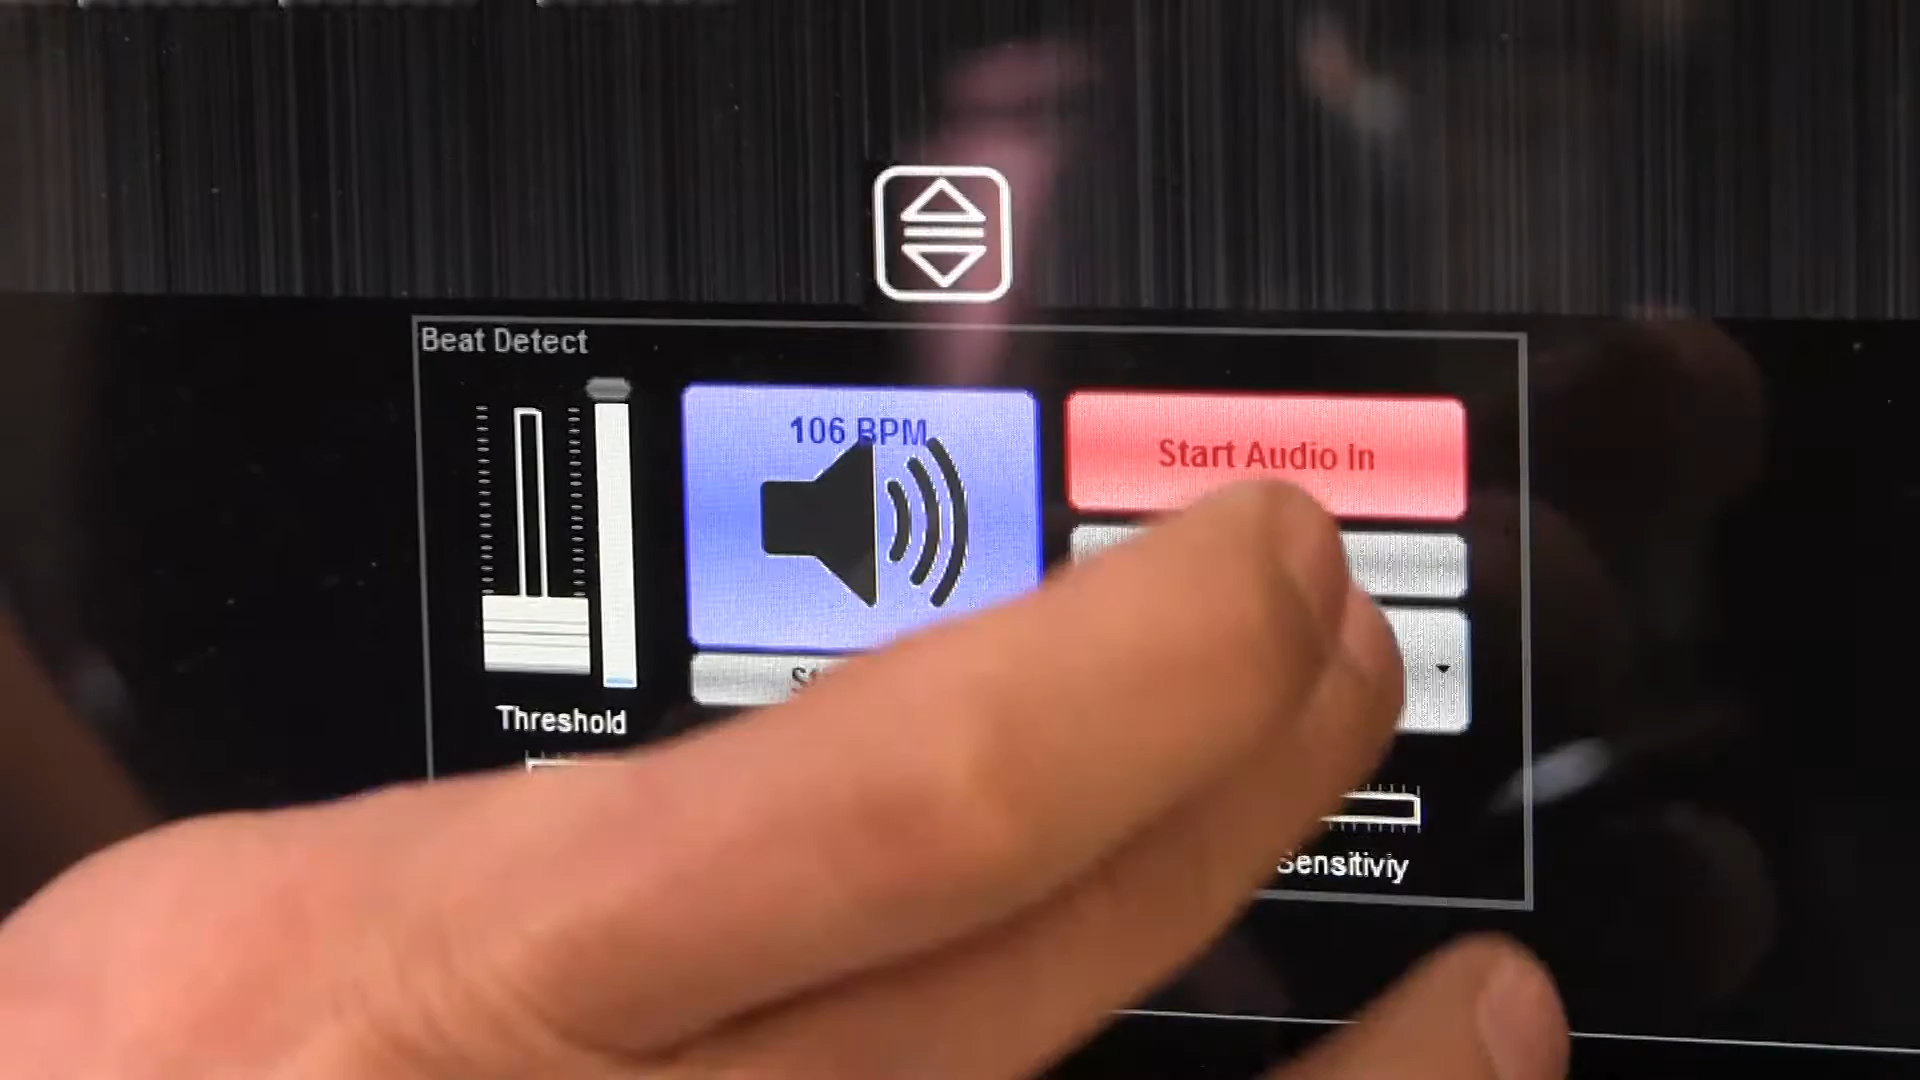 Beat Detect
106 BPM
Start Audio In
Threshold
Sensitiviy